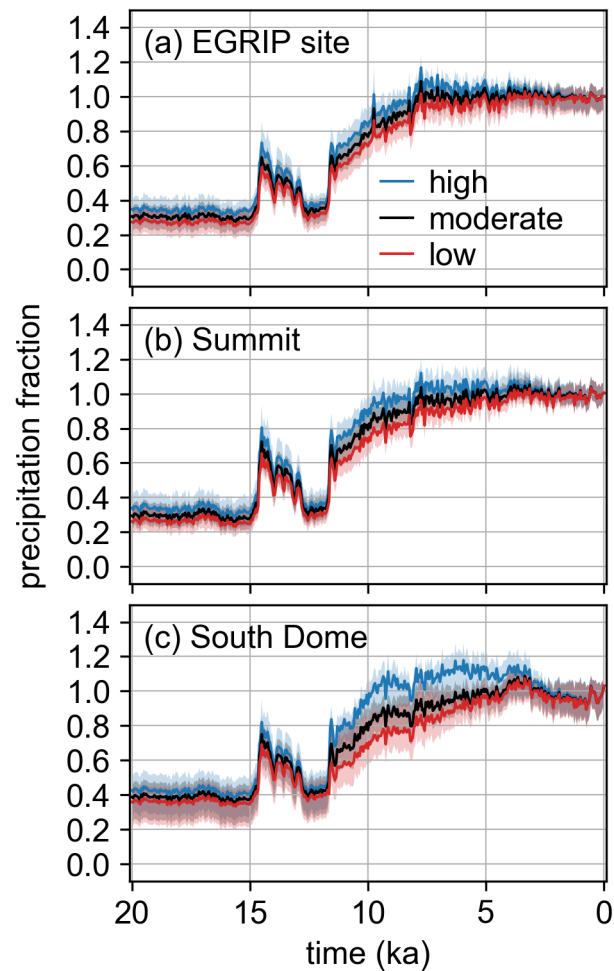 precipitation fraction
1.4
(a) EGRIP site
1.2
1.0
0.8
0.6
high
0.4
moderate
0.2
low
0.0
1.4
(b) Summit
1.2
1.0
0.8
0.6
0.4
0.2
0.0
1.4
(c) South Dome
1.2
1.0
0.8
0.6
0.4
0.2
0.0
20 15 10 5 0
time (ka)